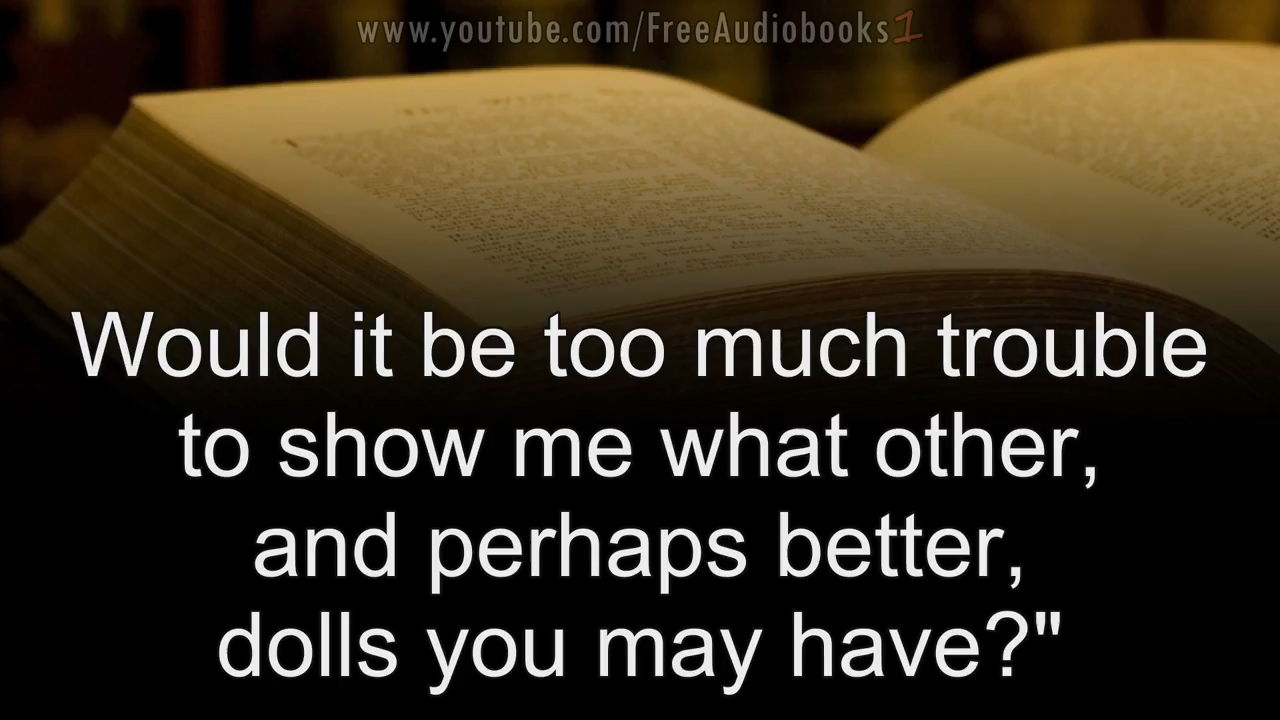 www.youtube.com/FreeAudiobooks1
Would it be too much trouble
to show me what other,
and perhaps better,
dolls you may have?"